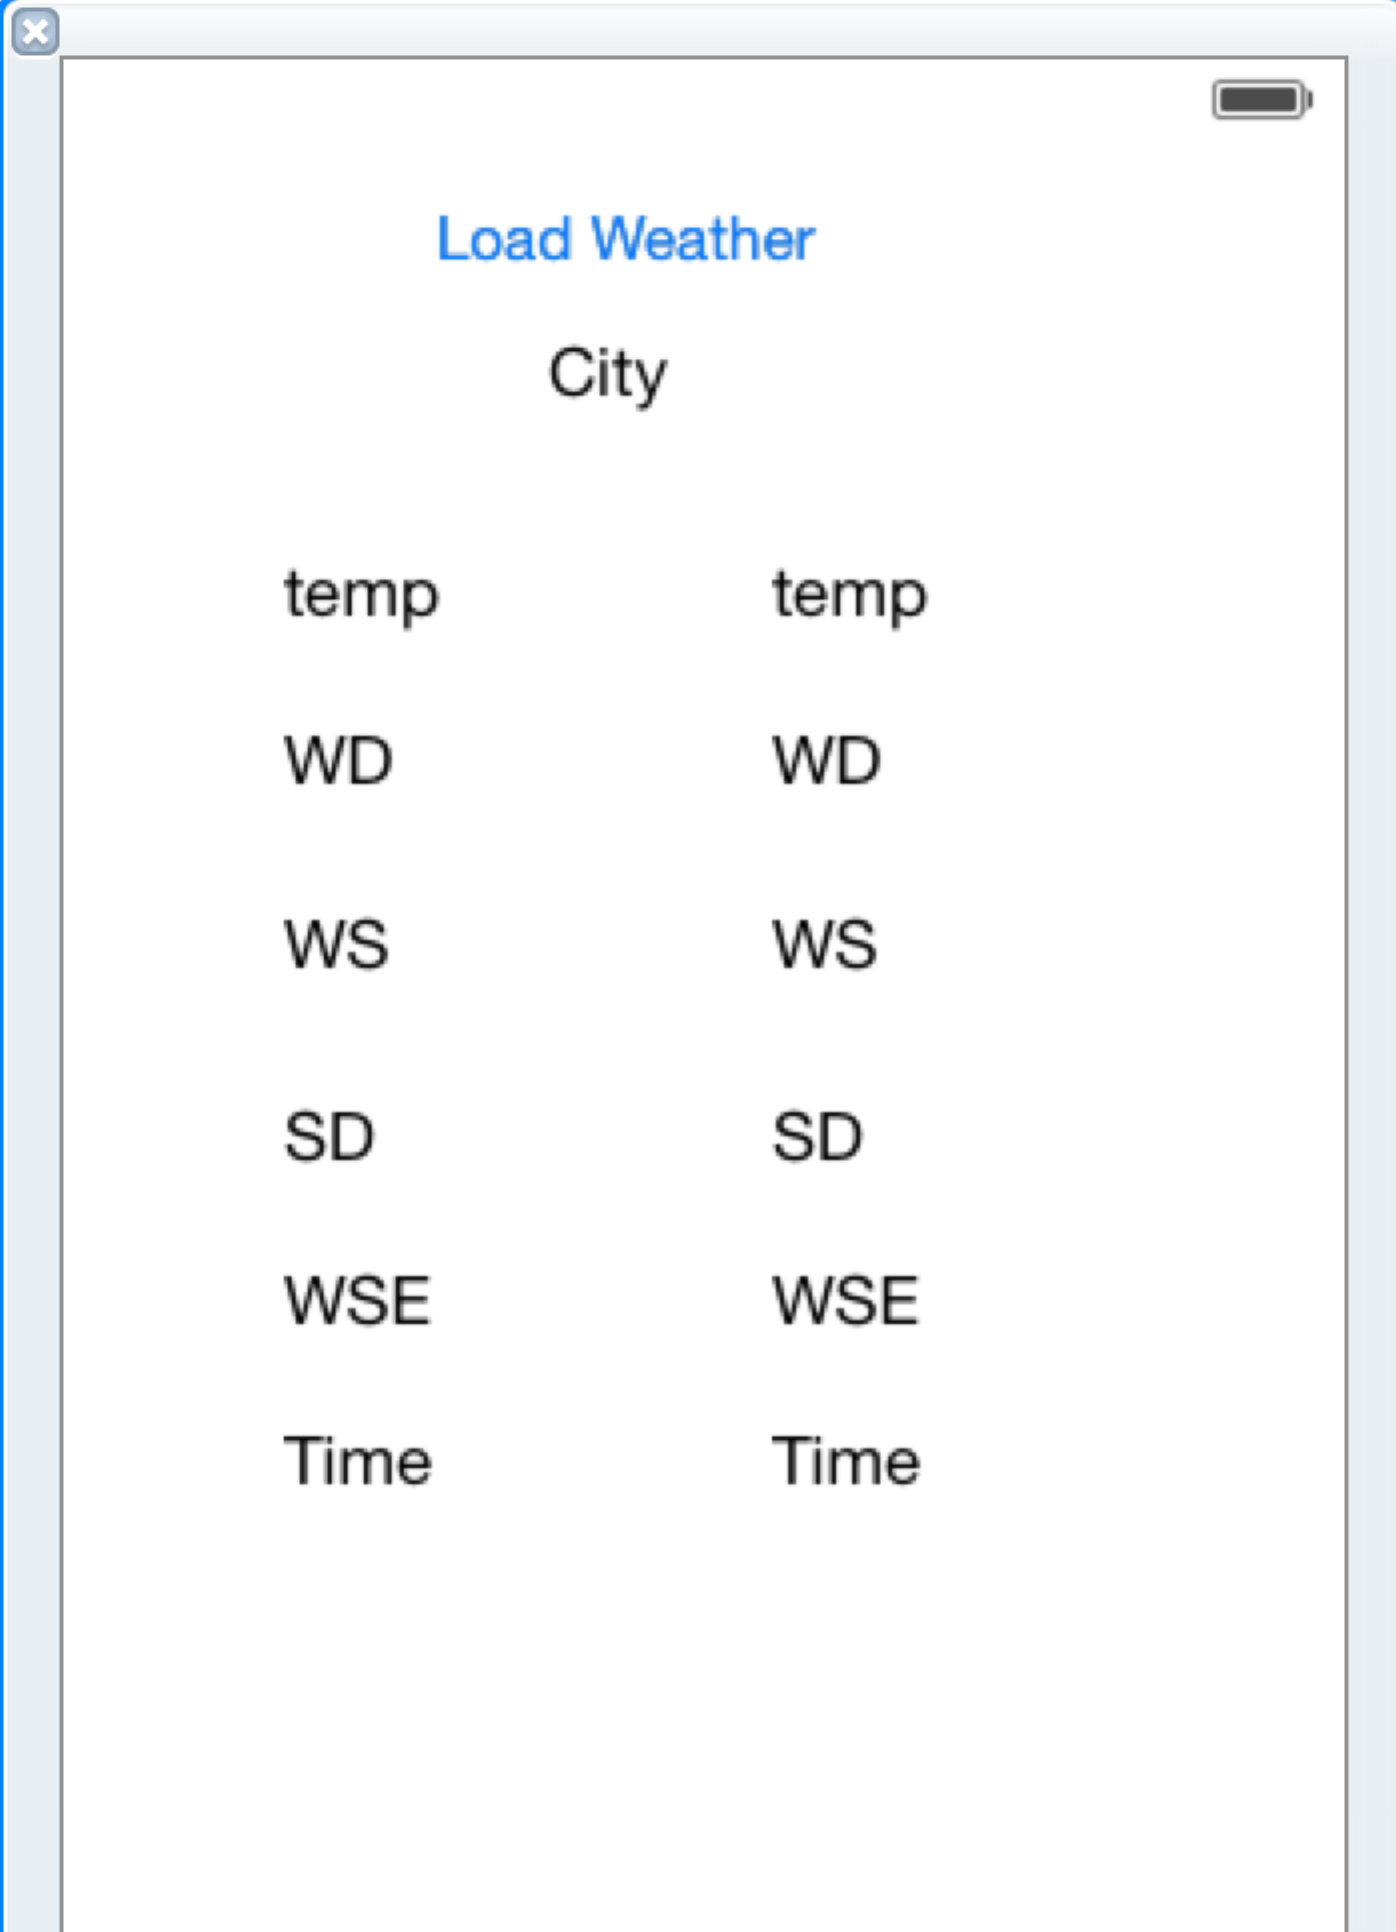 Load Weather
City
temp temp
WD WD
WS WS
SD SD
WSE WSE
Time Time